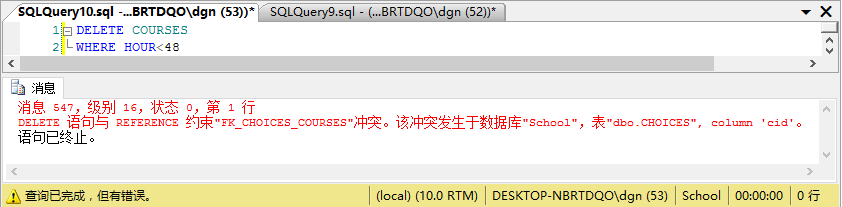 SQLQuery10.sql -...BRTDQO\dgn (53))* SQLQuery9.sql - (...BRTDQO\dgn (52))*
1 DELETE COURSES
2 WHERE HOUR<48
消息
消息 547，级别 16，状态 0，第 1 行
DELETE 语句与 REFERENCE 约束"FK_CHOICES_COURSES"冲突。该冲突发生于数据库"School"，表"dbo.CHOICES", column 'cid'。
语句已终止。
查询已完成，但有错误。 (local) (10.0 RTM) DESKTOP-NBRTDQO\dgn (53) School 00:00:00 0 行